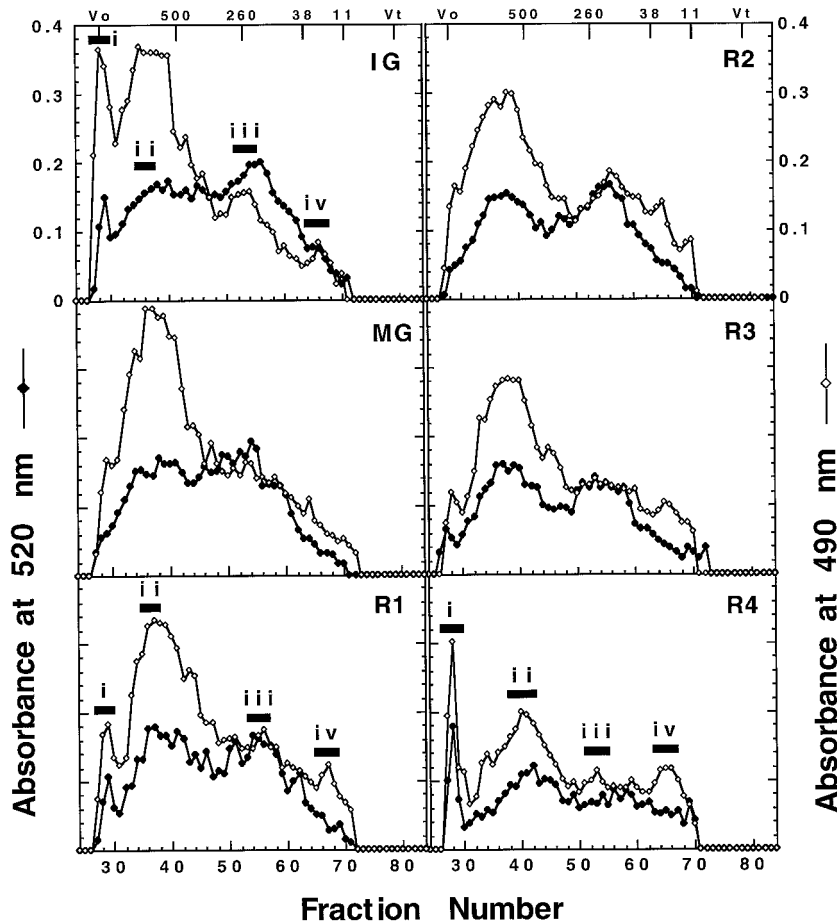 Vo 500 260 38 11 Vt
Vo 500 260 38 11 Vt
0.4
0.3
0.2
0.1
0
0.4
0.3
0.2
0.1
0
IG
i
ii
iii
iv
R2
MG
R3
R1
i
ii
iii
iv
R4
i
ii
iii
iv
30 40 50 60 70 80
30 40 50 60 70 80
Absorbance at 520 nm
Absorbance at 490 nm
Fraction Number